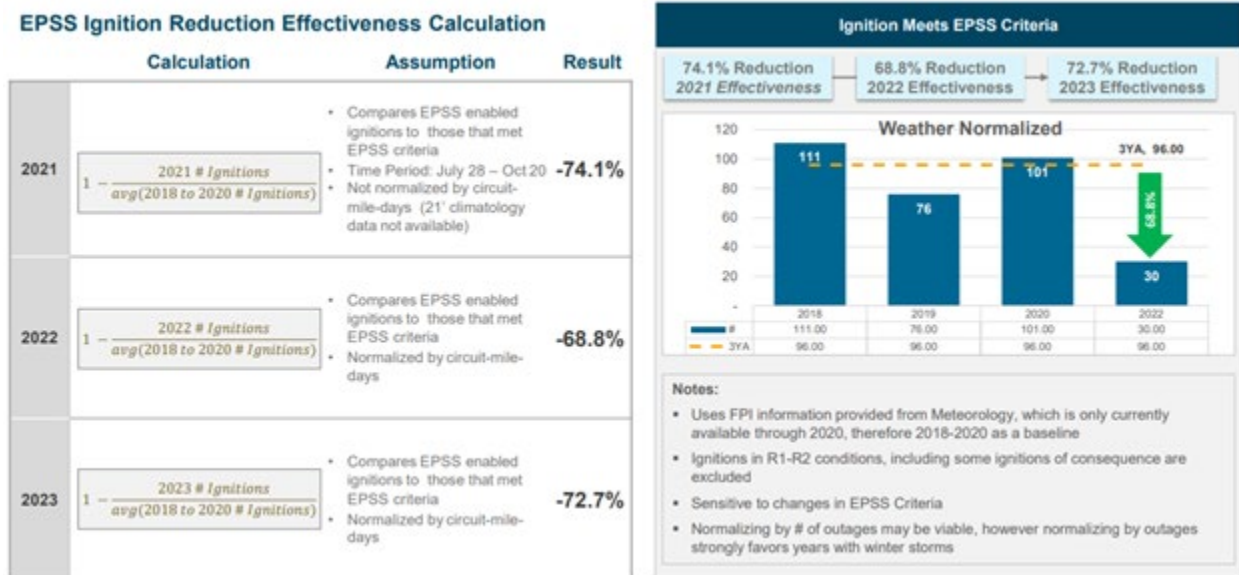 EPSS Ignition Reduction Effectiveness Calculation
Calculation Assumption Result
2021
1 - 2021 # Ignitions
avg(2018 to 2020 # Ignitions)
• Compares EPSS enabled
ignitions to those that met
EPSS criteria
• Time Period: July 28 – Oct 20
• Not normalized by circuit-
mile-days (21' climatology
data not available)
-74.1%
2022
1 - 2022 # Ignitions
avg(2018 to 2020 # Ignitions)
• Compares EPSS enabled
ignitions to those that met
EPSS criteria
• Normalized by circuit-mile-
days
-68.8%
2023
1 - 2023 # Ignitions
avg(2018 to 2020 # Ignitions)
• Compares EPSS enabled
ignitions to those that met
EPSS criteria
• Normalized by circuit-mile-
days
-72.7%
Ignition Meets EPSS Criteria
74.1% Reduction
2021 Effectiveness
68.8% Reduction
2022 Effectiveness
72.7% Reduction
2023 Effectiveness
Weather Normalized
3YA, 96.00
120
100
80
60
40
20
-
111
76
101
30
68.8%
2018 2019 2020 2022
# 111.00 76.00 101.00 30.00
3YA 96.00 96.00 96.00 96.00
Notes:
▪ Uses FPI information provided from Meteorology, which is only currently
available through 2020, therefore 2018-2020 as a baseline
▪ Ignitions in R1-R2 conditions, including some ignitions of consequence are
excluded
▪ Sensitive to changes in EPSS Criteria
▪ Normalizing by # of outages may be viable, however normalizing by outages
strongly favors years with winter storms